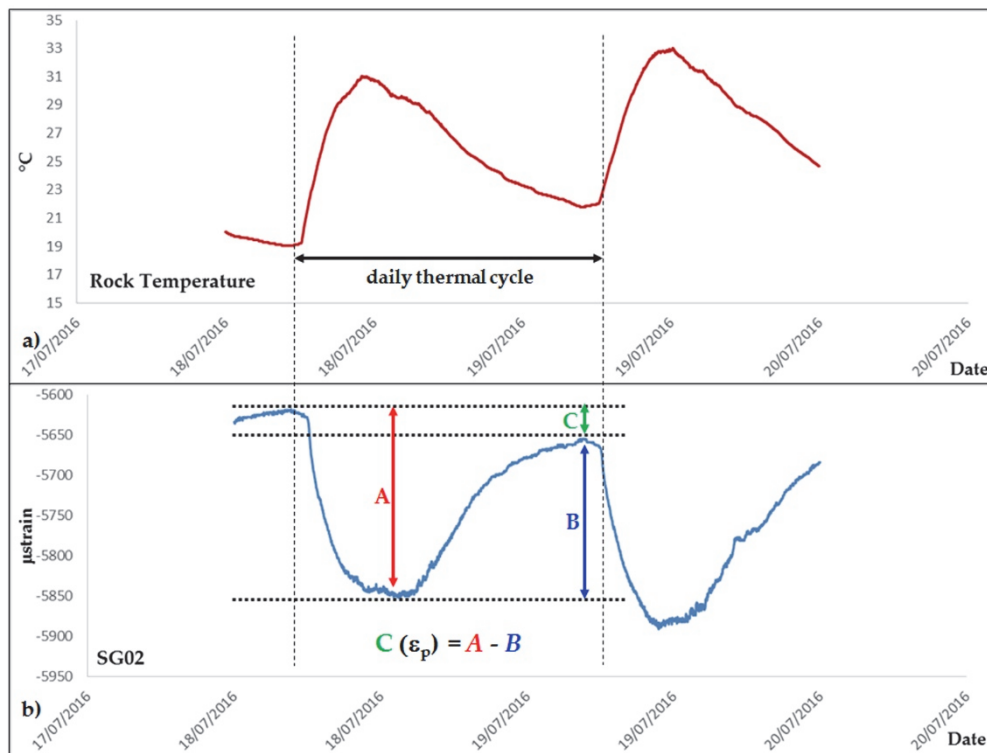 35
33
31
29
27
25
23
21
19
17
15
°C
Rock Temperature
daily thermal cycle
a)
17/07/2016
18/07/2016
18/07/2016
19/07/2016
19/07/2016
20/07/2016
20/07/2016
Date
-5600
-5650
-5700
-5750
-5800
-5850
-5900
-5950
µstrain
A
C
B
C (εp) = A - B
SG02
b)
17/07/2016
18/07/2016
18/07/2016
19/07/2016
19/07/2016
20/07/2016
20/07/2016
Date